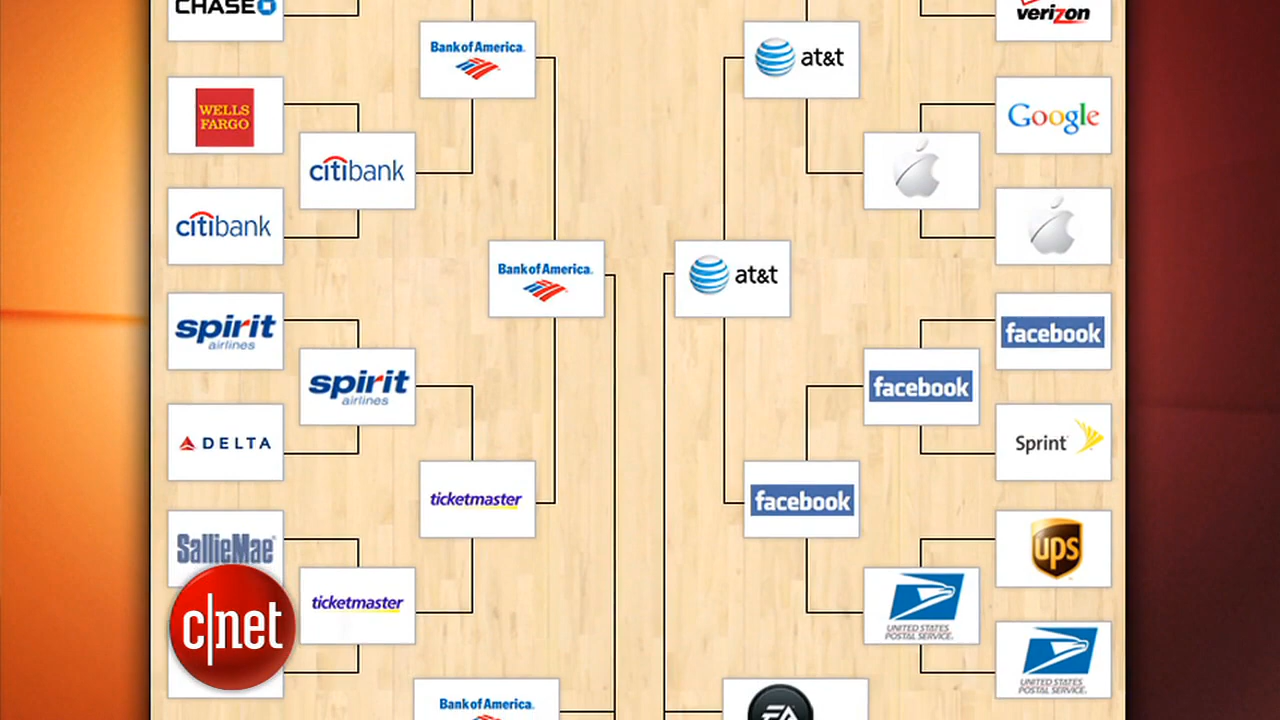 CHASE
WELLS
FARGO
citibank
spirit
airlines
DELTA
SallieMae
c|net
citibank
spirit
airlines
ticketmaster
Bank of America.
ticketmaster
Bank of America.
Bank of America.
at&t
at&t
facebook
EA
facebook
UNITED STATES
POSTAL SERVICE.
verizon
Google
facebook
Sprint
ups
UNITED STATES
POSTAL SERVICE.